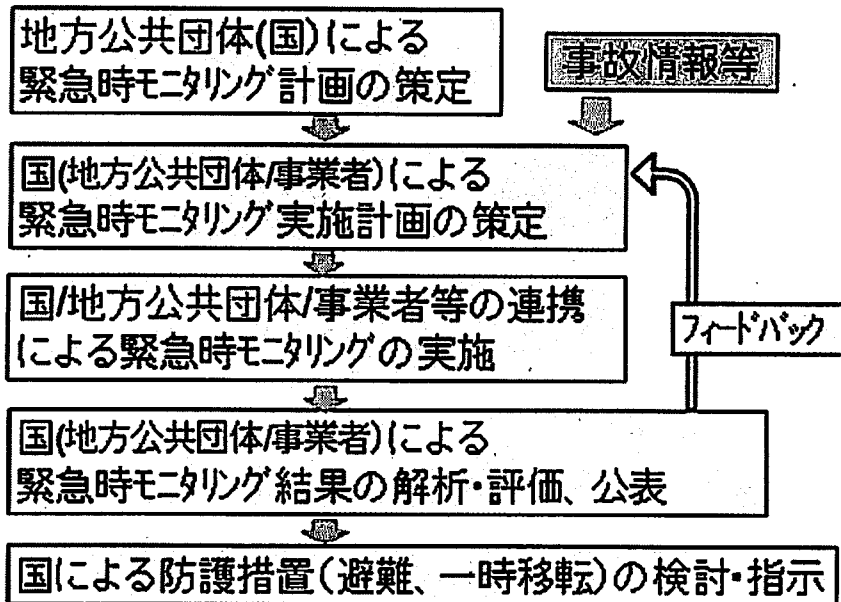 地方公共団体(国)による
緊急時モニタリング計画の策定
事故情報等
国(地方公共団体/事業者)による
緊急時モニタリング実施計画の策定
国/地方公共団体/事業者等の連携
による緊急時モニタリングの実施
フィードバック
国(地方公共団体/事業者)による
緊急時モニタリング結果の解析・評価、公表
国による防護措置(避難、一時移転)の検討・指示